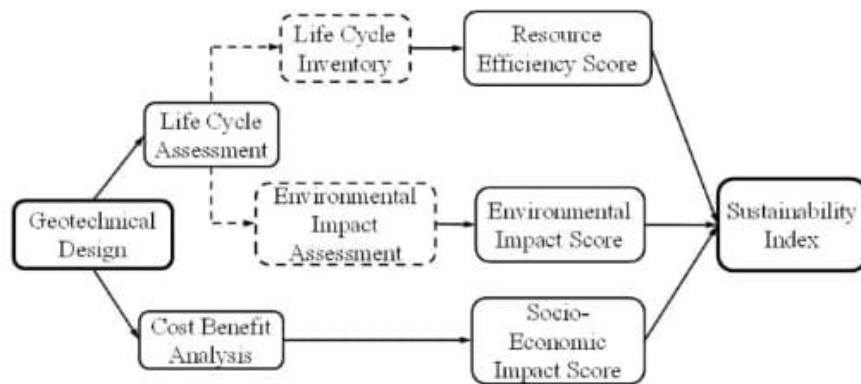 Life Cycle
Inventory
Resource
Efficiency Score
Life Cycle
Assessment
Geotechnical
Design
Environmental
Impact
Assessment
Environmental
Impact Score
Sustainability
Index
Cost Benefit
Analysis
Socio-
Economic
Impact Score